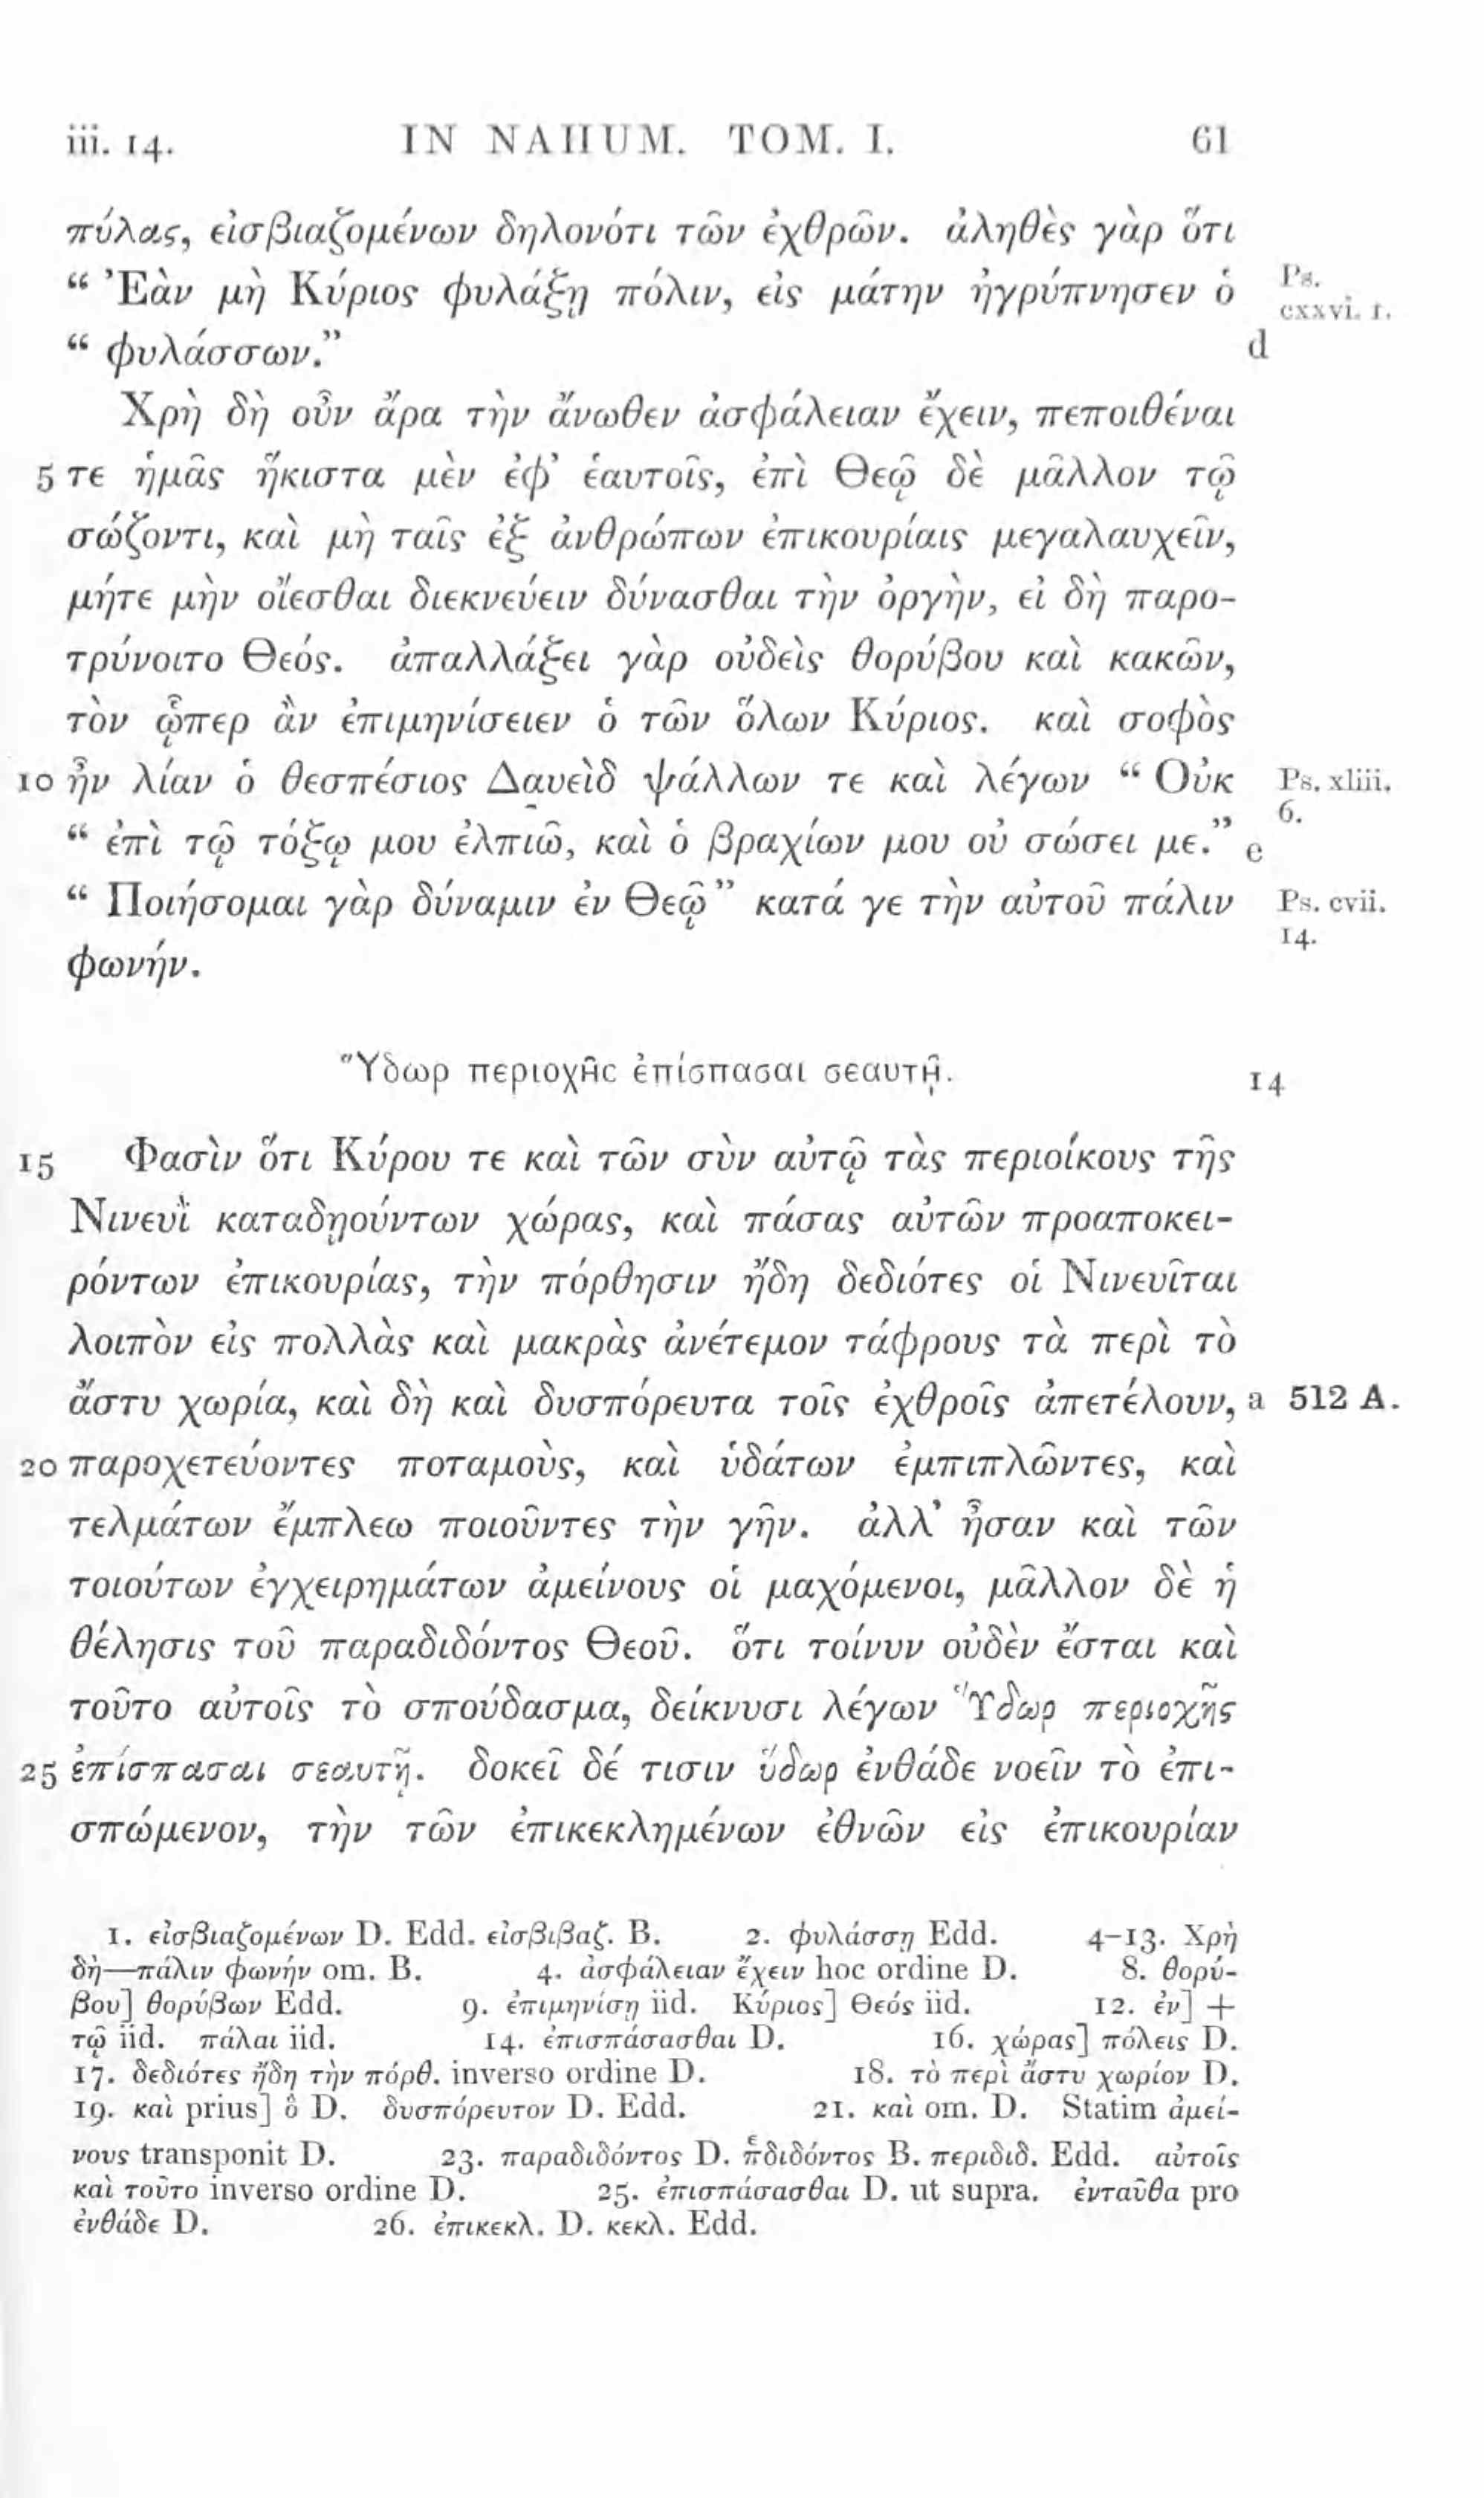 iii. 14. IN NAHUM. TOM. I. 61
πύλας, εἰσβιαζομένων δηλονότι τῶν ἐχθρῶν. ἀληθὲς γὰρ ὅτι
“ Ἐὰν μὴ Κύριος φυλάξῃ πόλιν, εἰς μάτην ἠγρύπνησεν ὁ Ps. cxxvi. 1.
“ φυλάσσων.” d
Χρὴ δὴ οὖν ἄρα τὴν ἄνωθεν ἀσφάλειαν ἔχειν, πεποιθέναι
5 τε ἡμᾶς ἥκιστα μὲν ἐφ’ ἑαυτοῖς, ἐπὶ Θεῷ δὲ μᾶλλον τῷ
σώζοντι, καὶ μὴ ταῖς ἐξ ἀνθρώπων ἐπικουρίαις μεγαλαυχεῖν,
μήτε μὴν οἴεσθαι διεκνεύειν δύνασθαι τὴν ὀργὴν, εἰ δὴ παρο-
τρύνοιτο Θεός. ἀπαλλάξει γὰρ οὐδεὶς θορύβου καὶ κακῶν,
τὸν ᾧπερ ἂν ἐπιμηνίσειεν ὁ τῶν ὅλων Κύριος. καὶ σοφὸς
10 ἦν λίαν ὁ θεσπέσιος Δαυεὶδ ψάλλων τε καὶ λέγων “ Οὐκ Ps. xliii. 6.
“ ἐπὶ τῷ τόξῳ μου ἐλπιῶ, καὶ ὁ βραχίων μου οὐ σώσει με.” e
“ Ποιήσομαι γὰρ δύναμιν ἐν Θεῷ” κατά γε τὴν αὐτοῦ πάλιν Ps. cvii. 14.
φωνήν.
Ὕδωρ περιοχῆς ἐπίσπασαι σεαυτῇ. 14
15 Φασὶν ὅτι Κύρου τε καὶ τῶν σὺν αὐτῷ τὰς περιοίκους τῆς
Νινευῒ καταδῃούντων χώρας, καὶ πάσας αὐτῶν προαποκει-
ρόντων ἐπικουρίας, τὴν πόρθησιν ἤδη δεδιότες οἱ Νινευῖται
λοιπὸν εἰς πολλὰς καὶ μακρὰς ἀνέτεμον τάφρους τὰ περὶ τὸ
ἄστυ χωρία, καὶ δὴ καὶ δυσπόρευτα τοῖς ἐχθροῖς ἀπετέλουν, a 512 A.
20 παροχετεύοντες ποταμοὺς, καὶ ὑδάτων ἐμπιπλῶντες, καὶ
τελμάτων ἔμπλεω ποιοῦντες τὴν γῆν. ἀλλ’ ἦσαν καὶ τῶν
τοιούτων ἐγχειρημάτων ἀμείνους οἱ μαχόμενοι, μᾶλλον δὲ ἡ
θέλησις τοῦ παραδιδόντος Θεοῦ. ὅτι τοίνυν οὐδὲν ἔσται καὶ
τοῦτο αὐτοῖς τὸ σπούδασμα, δείκνυσι λέγων Ὕδωρ περιοχῆς
25 ἐπίσπασαι σεαυτῇ. δοκεῖ δέ τισιν ὕδωρ ἐνθάδε νοεῖν τὸ ἐπι-
σπώμενον, τὴν τῶν ἐπικεκλημένων ἐθνῶν εἰς ἐπικουρίαν
1. εἰσβιαζομένων D. Edd. εἰσβιβαζ. B. 2. φυλάσσῃ Edd. 4-13. Χρὴ
δὴ—πάλιν φωνήν om. B. 4. ἀσφάλειαν ἔχειν hoc ordine D. 8. θορύ-
βου] θορύβων Edd. 9. ἐπιμηνίσῃ iid. Κύριος] Θεός iid. 12. ἐν] +
τῷ iid. πάλαι iid. 14. ἐπισπάσασθαι D. 16. χώρας] πόλεις D.
17. δεδιότες ἤδη τὴν πόρθ. inverso ordine D. 18. τὸ περὶ ἄστυ χωρίον D.
19. καὶ prius] ὃ D. δυσπόρευτον D. Edd. 21. καὶ om. D. Statim ἀμεί-
νους transponit D. 23. παραδιδόντος D. π̔διδόντος B. περιδιδ. Edd. αὐτοῖς
καὶ τοῦτο inverso ordine D. 25. ἐπισπάσασθαι D. ut supra. ἐνταῦθα pro
ἐνθάδε D. 26. ἐπικεκλ. D. κεκλ. Edd.